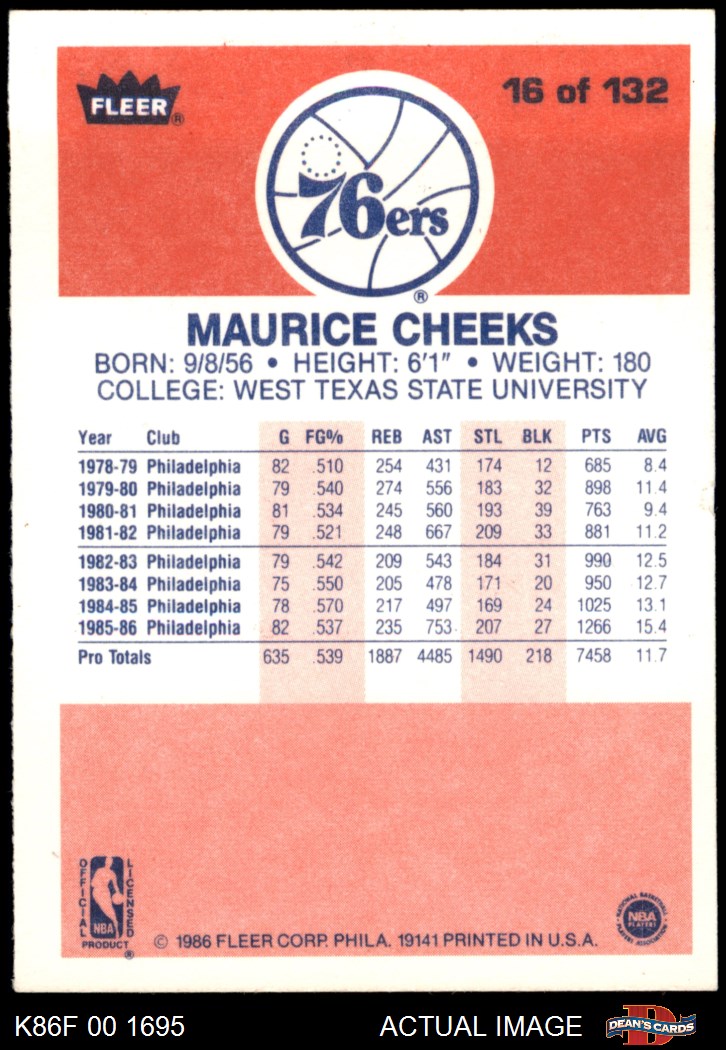 FLEER®
16 of 132
76ers
®
MAURICE CHEEKS
BORN: 9/8/56 • HEIGHT: 6'1" • WEIGHT: 180
COLLEGE: WEST TEXAS STATE UNIVERSITY
Year Club G FG% REB AST STL BLK PTS AVG
1978-79 Philadelphia 82 .510 254 431 174 12 685 8.4
1979-80 Philadelphia 79 .540 274 556 183 32 898 11.4
1980-81 Philadelphia 81 .534 245 560 193 39 763 9.4
1981-82 Philadelphia 79 .521 248 667 209 33 881 11.2
1982-83 Philadelphia 79 .542 209 543 184 31 990 12.5
1983-84 Philadelphia 75 .550 205 478 171 20 950 12.7
1984-85 Philadelphia 78 .570 217 497 169 24 1025 13.1
1985-86 Philadelphia 82 .537 235 753 207 27 1266 15.4
Pro Totals 635 .539 1887 4485 1490 218 7458 11.7
OFFICIAL LICENSED
NBA
PRODUCT®
© 1986 FLEER CORP. PHILA. 19141 PRINTED IN U.S.A.
NATIONAL BASKETBALL
NBA
PLAYERS
PLAYERS ASSOCIATION
K86F 00 1695
ACTUAL IMAGE
D
DEAN'S CARDS